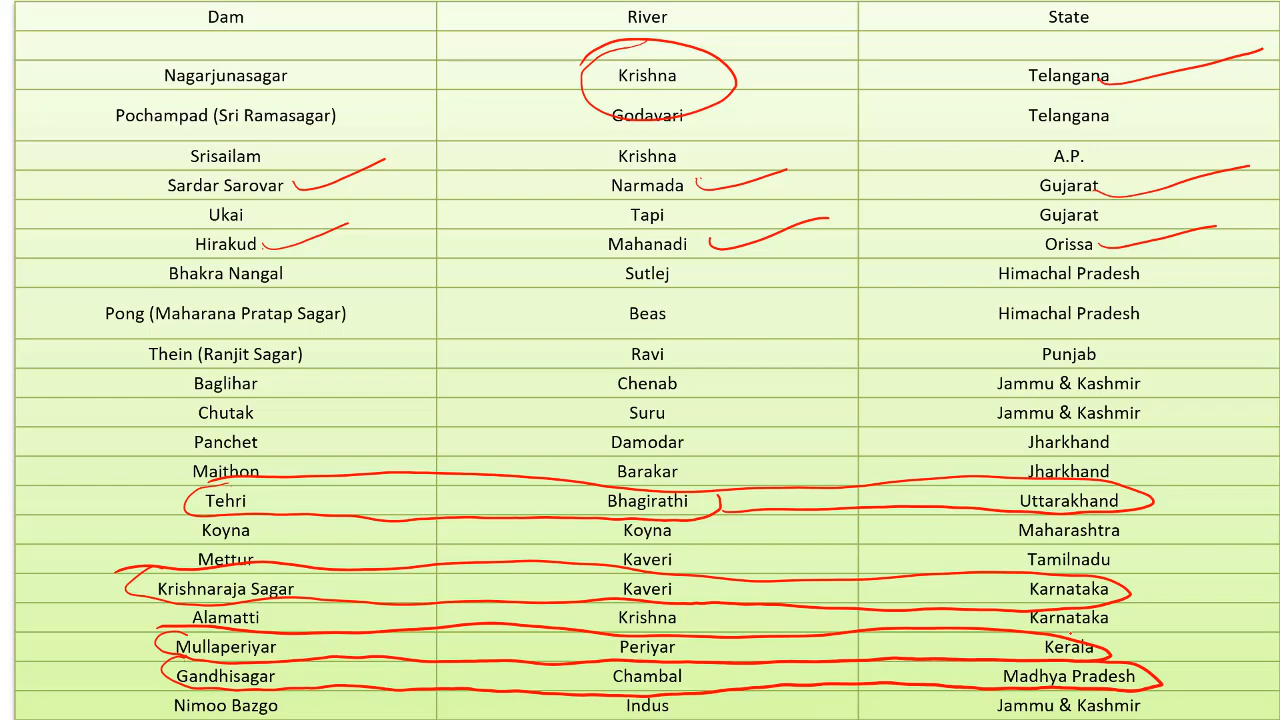 Dam River State
Nagarjunasagar Krishna Telangana
Pochampad (Sri Ramasagar) Godavari Telangana
Srisailam Krishna A.P.
Sardar Sarovar Narmada Gujarat
Ukai Tapi Gujarat
Hirakud Mahanadi Orissa
Bhakra Nangal Sutlej Himachal Pradesh
Pong (Maharana Pratap Sagar) Beas Himachal Pradesh
Thein (Ranjit Sagar) Ravi Punjab
Baglihar Chenab Jammu & Kashmir
Chutak Suru Jammu & Kashmir
Panchet Damodar Jharkhand
Maithon Barakar Jharkhand
Tehri Bhagirathi Uttarakhand
Koyna Koyna Maharashtra
Mettur Kaveri Tamilnadu
Krishnaraja Sagar Kaveri Karnataka
Alamatti Krishna Karnataka
Mullaperiyar Periyar Kerala
Gandhisagar Chambal Madhya Pradesh
Nimoo Bazgo Indus Jammu & Kashmir